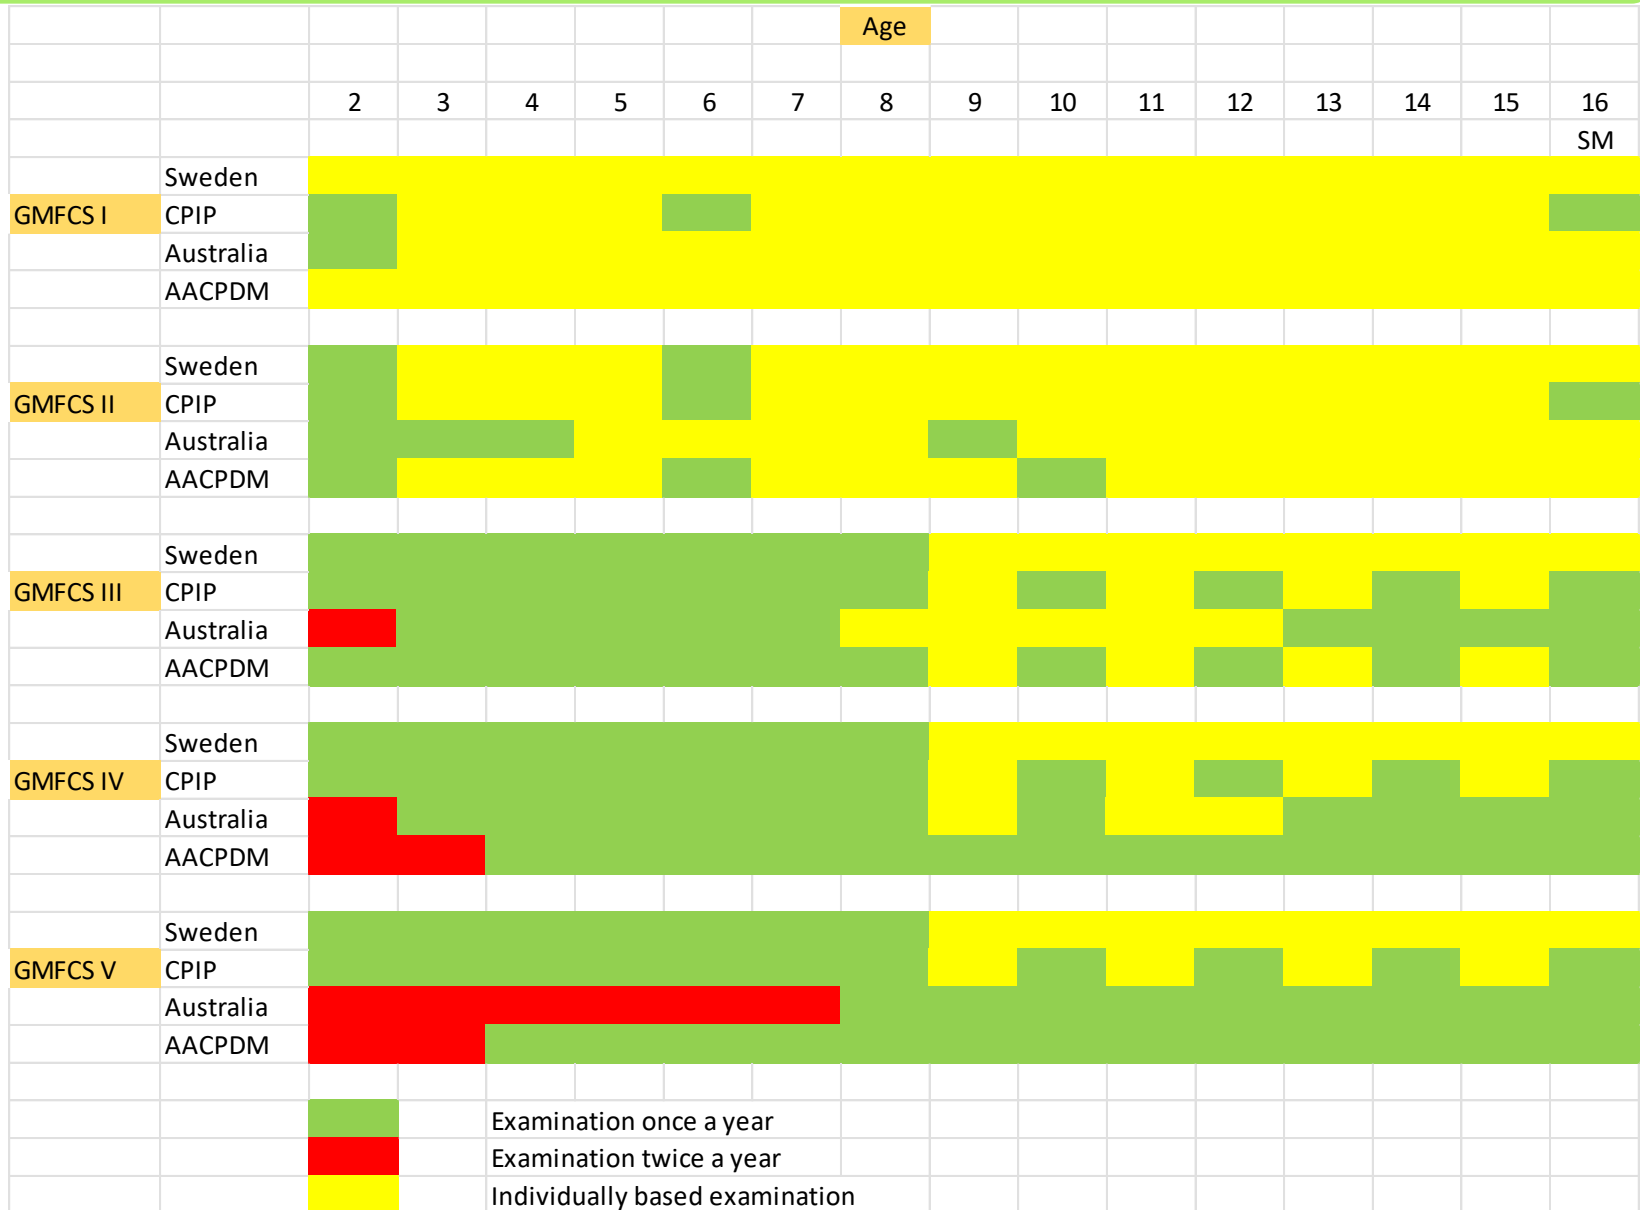 Age
2 3 4 5 6 7 8 9 10 11 12 13 14 15 16
SM
Sweden
GMFCS I CPIP
Australia
AACPDM
Sweden
GMFCS II CPIP
Australia
AACPDM
Sweden
GMFCS III CPIP
Australia
AACPDM
Sweden
GMFCS IV CPIP
Australia
AACPDM
Sweden
GMFCS V CPIP
Australia
AACPDM
Examination once a year
Examination twice a year
Individually based examination